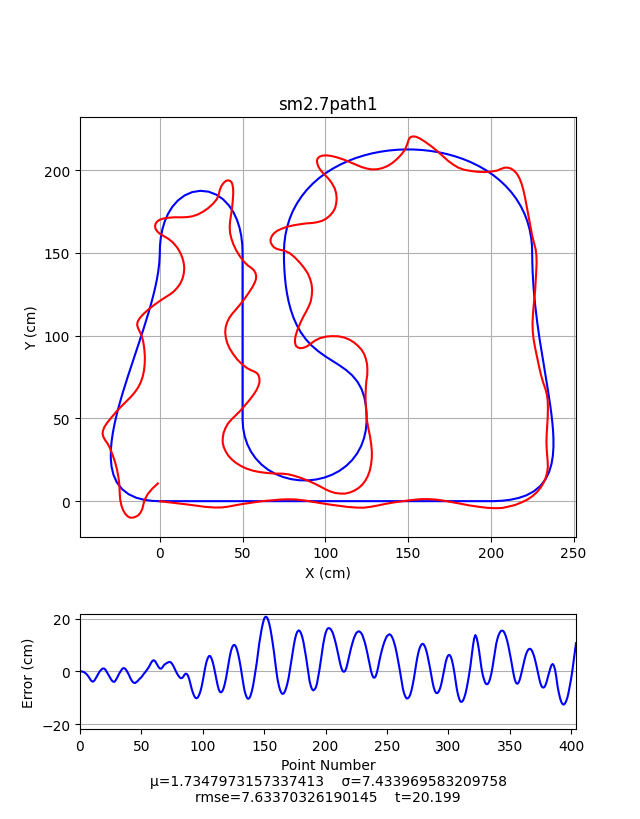 sm2.7path1
200
150
100
50
0
Y (cm)
0 50 100 150 200 250
X (cm)
20
0
−20
Error (cm)
0 50 100 150 200 250 300 350 400
Point Number
μ=1.7347973157337413 σ=7.433969583209758
rmse=7.63370326190145 t=20.199